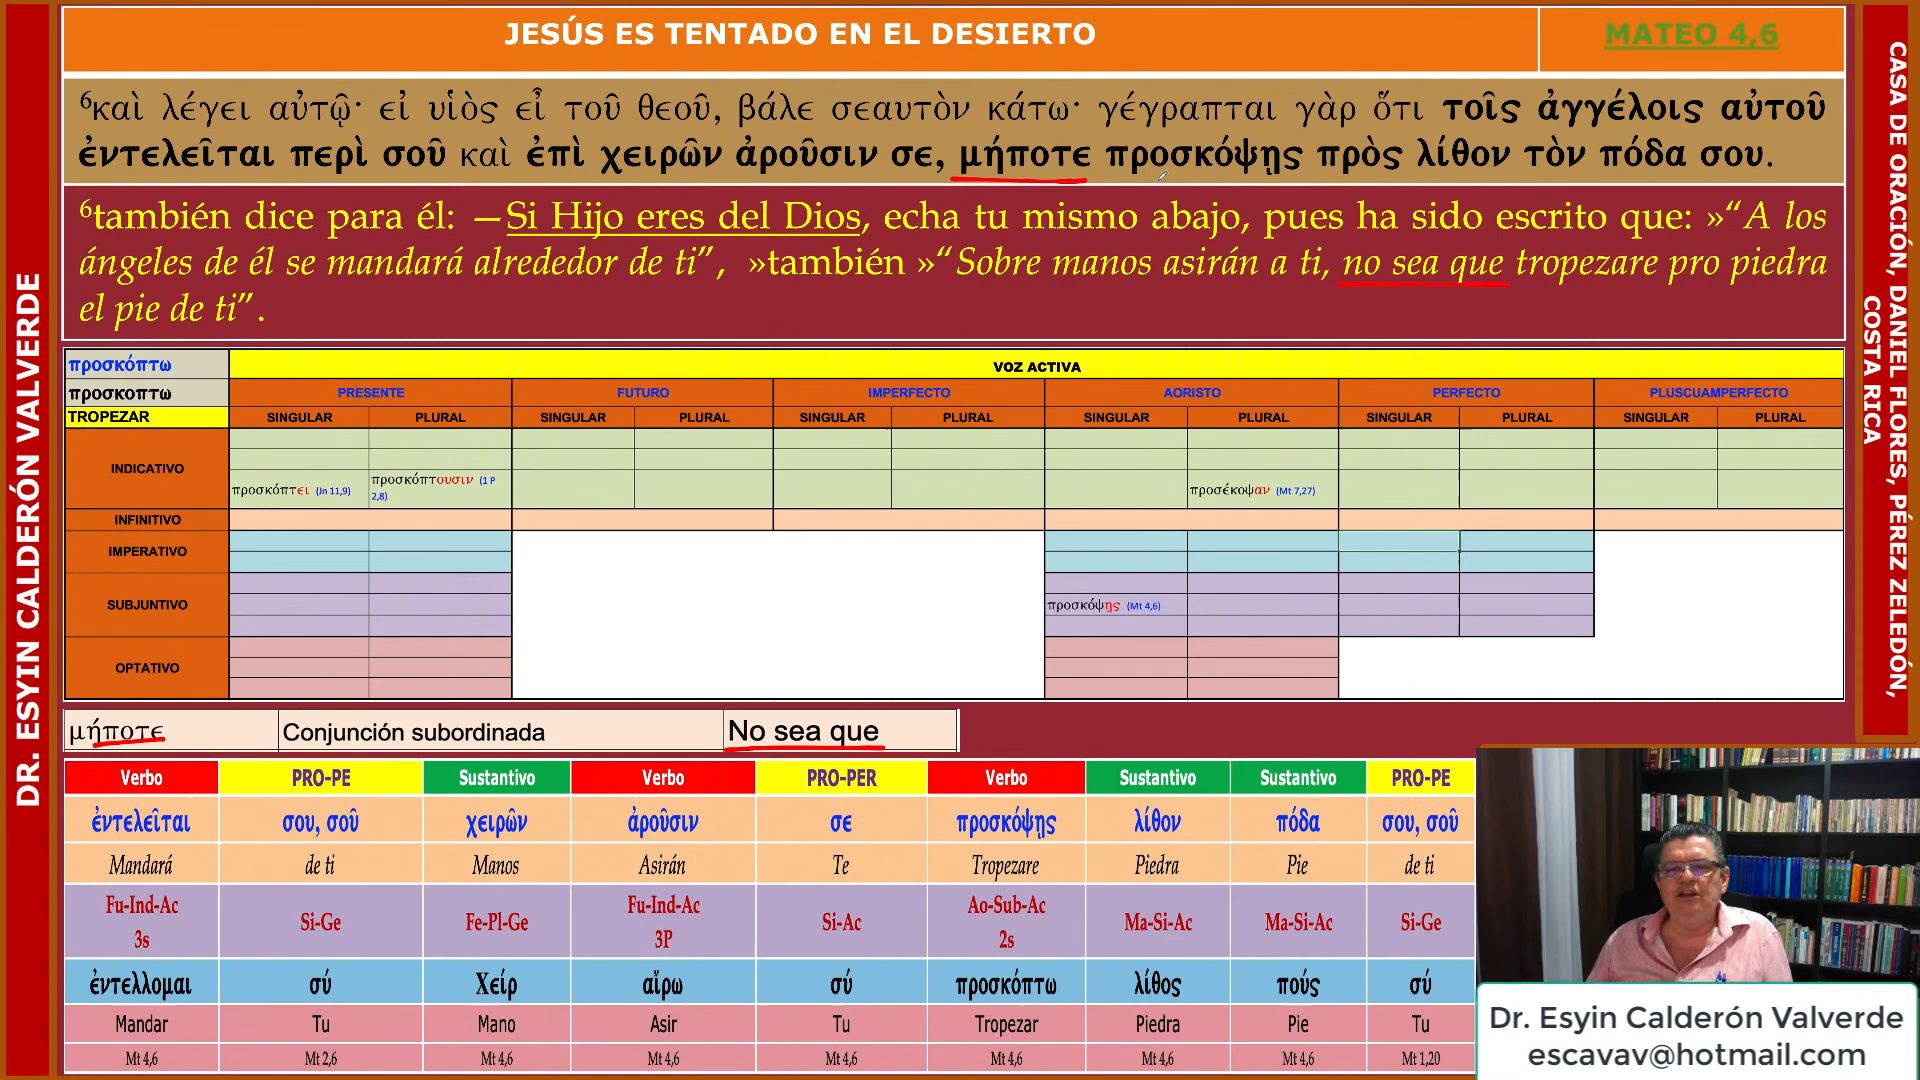 JESÚS ES TENTADO EN EL DESIERTO
MATEO 4,6
⁶καὶ λέγει αὐτῷ· εἰ υἱὸς εἶ τοῦ θεοῦ, βάλε σεαυτὸν κάτω· γέγραπται γὰρ ὅτι τοῖς ἀγγέλοις αὐτοῦ
ἐντελεῖται περὶ σοῦ καὶ ἐπὶ χειρῶν ἀροῦσιν σε, μήποτε προσκόψῃς πρὸς λίθον τὸν πόδα σου.
⁶también dice para él: —Si Hijo eres del Dios, echa tu mismo abajo, pues ha sido escrito que: »“A los
ángeles de él se mandará alrededor de ti”, »también »“Sobre manos asirán a ti, no sea que tropezare pro piedra
el pie de ti”.
προσκόπτω
VOZ ACTIVA
προσκοπτω
PRESENTE FUTURO IMPERFECTO AORISTO PERFECTO PLUSCUAMPERFECTO
TROPEZAR
SINGULAR PLURAL SINGULAR PLURAL SINGULAR PLURAL SINGULAR PLURAL SINGULAR PLURAL SINGULAR PLURAL
INDICATIVO
προσκόπτει (Jn 11,9)
προσκόπτουσιν (1 P
2,8)
προσέκοψαν (Mt 7,27)
INFINITIVO
IMPERATIVO
SUBJUNTIVO
προσκόψῃς (Mt 4,6)
OPTATIVO
μήποτε Conjunción subordinada No sea que
Verbo PRO-PE Sustantivo Verbo PRO-PER Verbo Sustantivo Sustantivo PRO-PE
ἐντελεῖται σου, σοῦ χειρῶν ἀροῦσιν σε προσκόψῃς λίθον πόδα σου, σοῦ
Mandará de ti Manos Asirán Te Tropezare Piedra Pie de ti
Fu-Ind-Ac Si-Ge Fe-Pl-Ge Fu-Ind-Ac Si-Ac Ao-Sub-Ac Ma-Si-Ac Ma-Si-Ac Si-Ge
3s 3P 2s
ἐντελλομαι σύ Χείρ αἴρω σύ προσκόπτω λίθος πούς σύ
Mandar Tu Mano Asir Tu Tropezar Piedra Pie Tu
Mt 4,6 Mt 2,6 Mt 4,6 Mt 4,6 Mt 4,6 Mt 4,6 Mt 4,6 Mt 4,6 Mt 1,20
DR. ESYIN CALDERÓN VALVERDE
CASA DE ORACIÓN, DANIEL FLORES, PÉREZ ZELEDÓN,
COSTA RICA
Dr. Esyin Calderón Valverde
escavav@hotmail.com